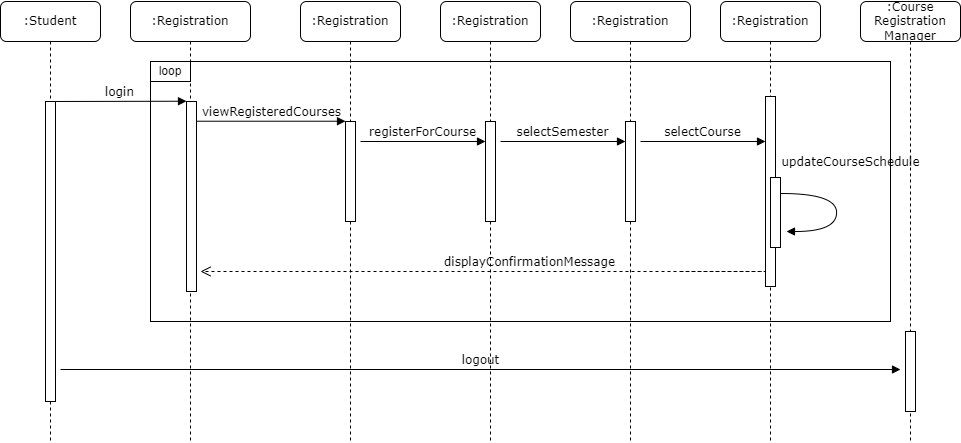 :Student
:Registration
:Registration
:Registration
:Registration
:Registration
:Course
Registration
Manager
loop
login
viewRegisteredCourses
registerForCourse
selectSemester
selectCourse
updateCourseSchedule
displayConfirmationMessage
logout